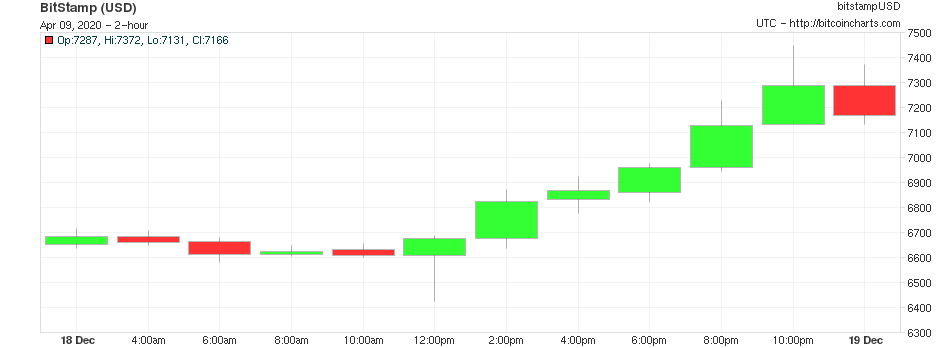 BitStamp (USD)
bitstampUSD
Apr 09, 2020 - 2-hour
UTC - http://bitcoincharts.com
Op:7287, Hi:7372, Lo:7131, Cl:7166
7500
7400
7300
7200
7100
7000
6900
6800
6700
6600
6500
6400
6300
18 Dec 4:00am 6:00am 8:00am 10:00am 12:00pm 2:00pm 4:00pm 6:00pm 8:00pm 10:00pm 19 Dec